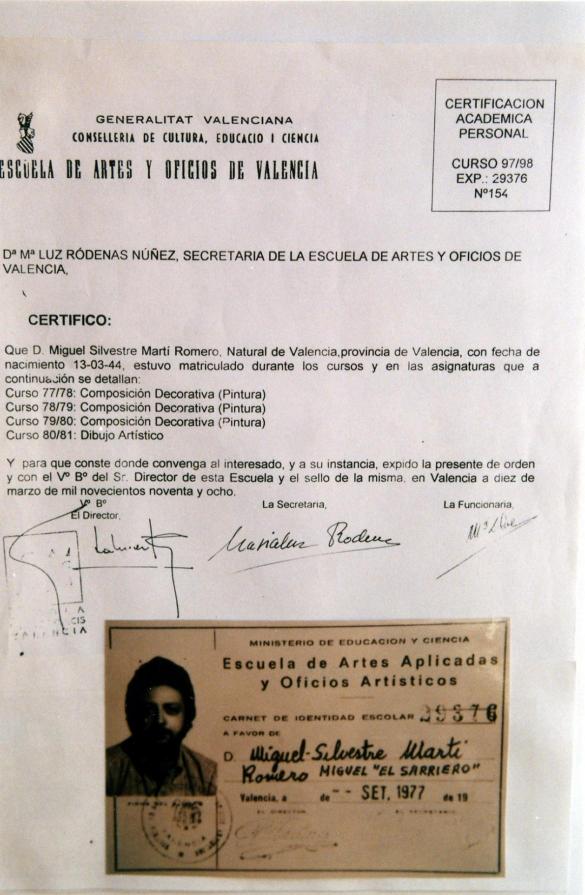 GENERALITAT VALENCIANA
CONSELLERIA DE CULTURA, EDUCACIO I CIENCIA
ESCUELA DE ARTES Y OFICIOS DE VALENCIA
CERTIFICACION
ACADEMICA
PERSONAL
CURSO 97/98
EXP.: 29376
Nº154
Dª Mª LUZ RÓDENAS NÚÑEZ, SECRETARIA DE LA ESCUELA DE ARTES Y OFICIOS DE
VALENCIA,
CERTIFICO:
Que D. Miguel Silvestre Martí Romero, Natural de Valencia,provincia de Valencia, con fecha de
nacimiento 13-03-44, estuvo matriculado durante los cursos y en las asignaturas que a
continuación se detallan:
Curso 77/78: Composición Decorativa (Pintura)
Curso 78/79: Composición Decorativa (Pintura)
Curso 79/80: Composición Decorativa (Pintura)
Curso 80/81: Dibujo Artístico
Y para que conste donde convenga al interesado, y a su instancia, expido la presente de orden
y con el Vº Bº del Sr. Director de esta Escuela y el sello de la misma, en Valencia a diez de
marzo de mil novecientos noventa y ocho.
Vº Bº
El Director,
La Secretaria,
La Funcionaria,
Marialuz Rodenas
VALENCIA
MINISTERIO DE EDUCACION Y CIENCIA
Escuela de Artes Aplicadas
y Oficios Artísticos
CARNET DE IDENTIDAD ESCOLAR 29376
A FAVOR DE
D. Miguel-Silvestre Martí
Romero MIGUEL "EL SARRIERO"
Valencia, a de -- SET. 1977 de 19
EL DIRECTOR EL SECRETARIO
VALENCIA